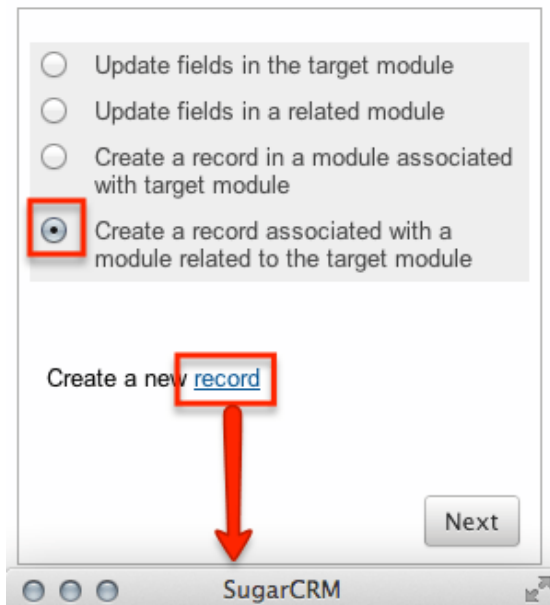 Update fields in the target module
Update fields in a related module
Create a record in a module associated
with target module
Create a record associated with a
module related to the target module
Create a new record
Next
SugarCRM